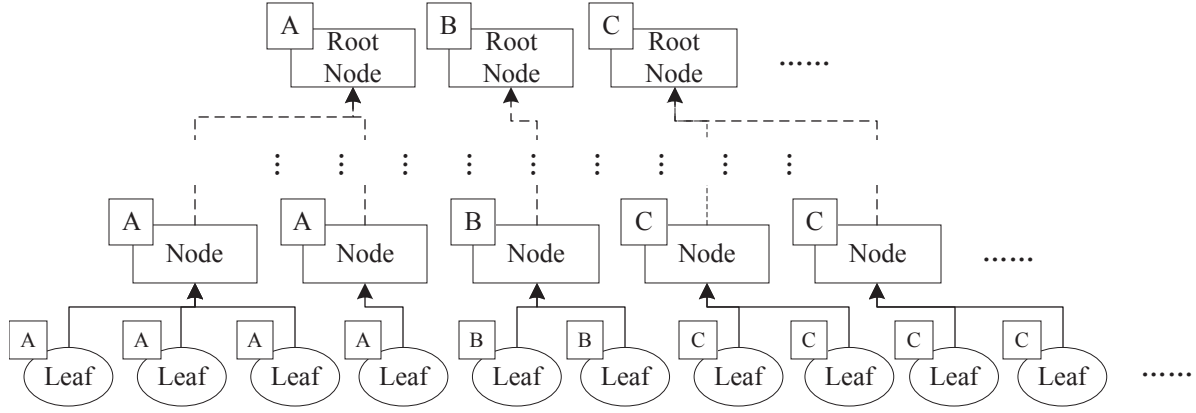 A
Root
Node
B
Root
Node
C
Root
Node
......
A
Node
A
Node
B
Node
C
Node
C
Node
......
A
Leaf
A
Leaf
A
Leaf
A
Leaf
B
Leaf
B
Leaf
C
Leaf
C
Leaf
C
Leaf
C
Leaf
......